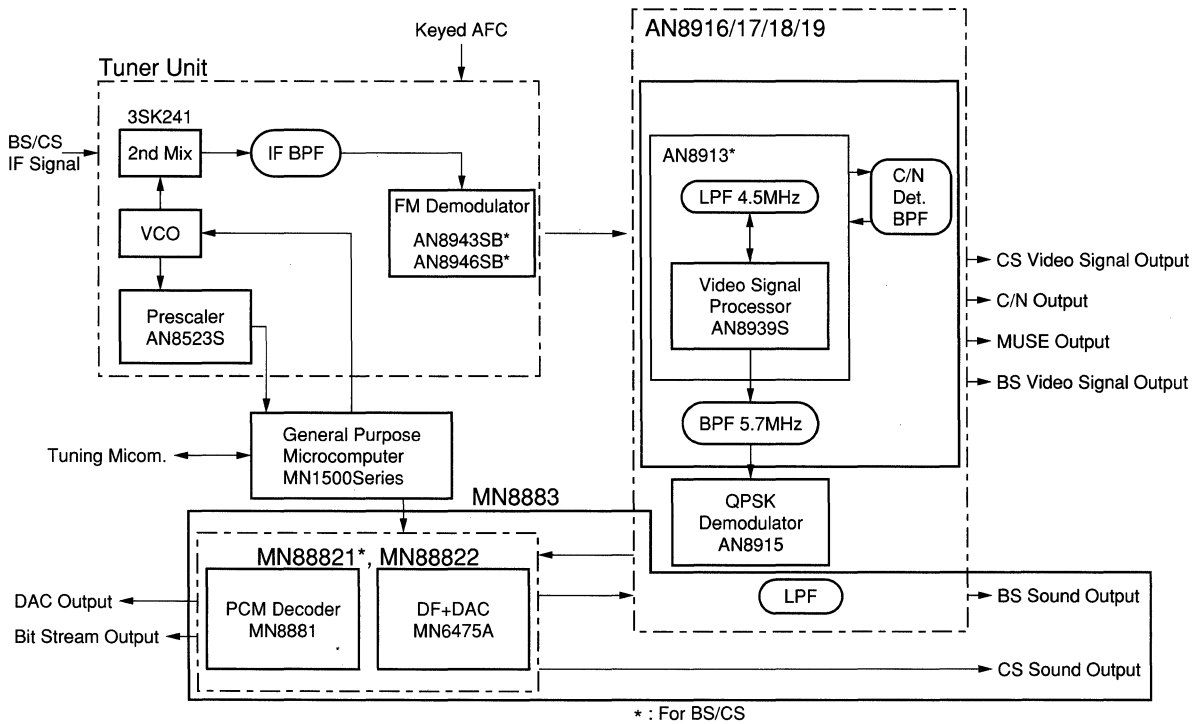 Keyed AFC
AN8916/17/18/19
Tuner Unit
3SK241
BS/CS
IF Signal
2nd Mix
IF BPF
VCO
Prescaler
AN8523S
FM Demodulator
AN8943SB*
AN8946SB*
AN8913*
LPF 4.5MHz
Video Signal
Processor
AN8939S
C/N
Det.
BPF
BPF 5.7MHz
QPSK
Demodulator
AN8915
CS Video Signal Output
C/N Output
MUSE Output
BS Video Signal Output
Tuning Micom.
General Purpose
Microcomputer
MN1500Series
MN8883
MN88821*, MN88822
PCM Decoder
MN8881
DF+DAC
MN6475A
DAC Output
Bit Stream Output
LPF
BS Sound Output
CS Sound Output
* : For BS/CS